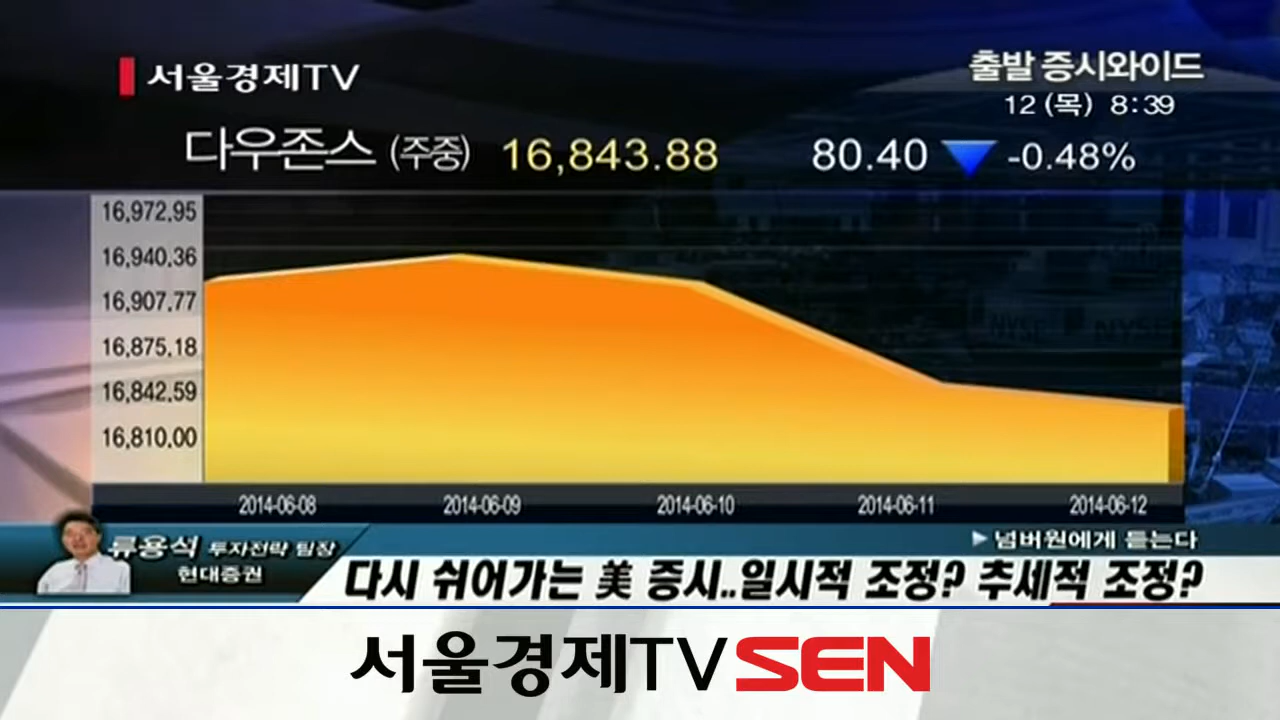 서울경제TV
출발 증시와이드
12 (목) 8:39
다우존스 (주중) 16,843.88 80.40 ▼ -0.48%
16,972.95
16,940.36
16,907.77
16,875.18
16,842.59
16,810.00
2014-06-08 2014-06-09 2014-06-10 2014-06-11 2014-06-12
류용석 투자전략 팀장
현대증권
▶넘버원에게 듣는다
다시 쉬어가는 美 증시..일시적 조정? 추세적 조정?
서울경제TV SEN